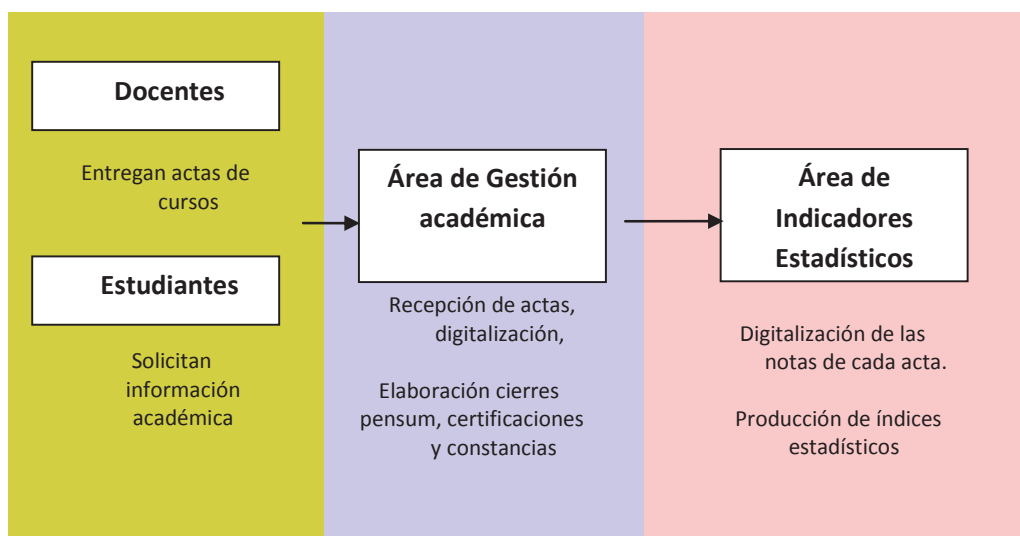 Docentes
Entregan actas de
cursos
Estudiantes
Solicitan
información
académica
Área de Gestión
académica
Recepción de actas,
digitalización,
Elaboración cierres
pensum, certificaciones
y constancias
Área de
Indicadores
Estadísticos
Digitalización de las
notas de cada acta.
Producción de índices
estadísticos